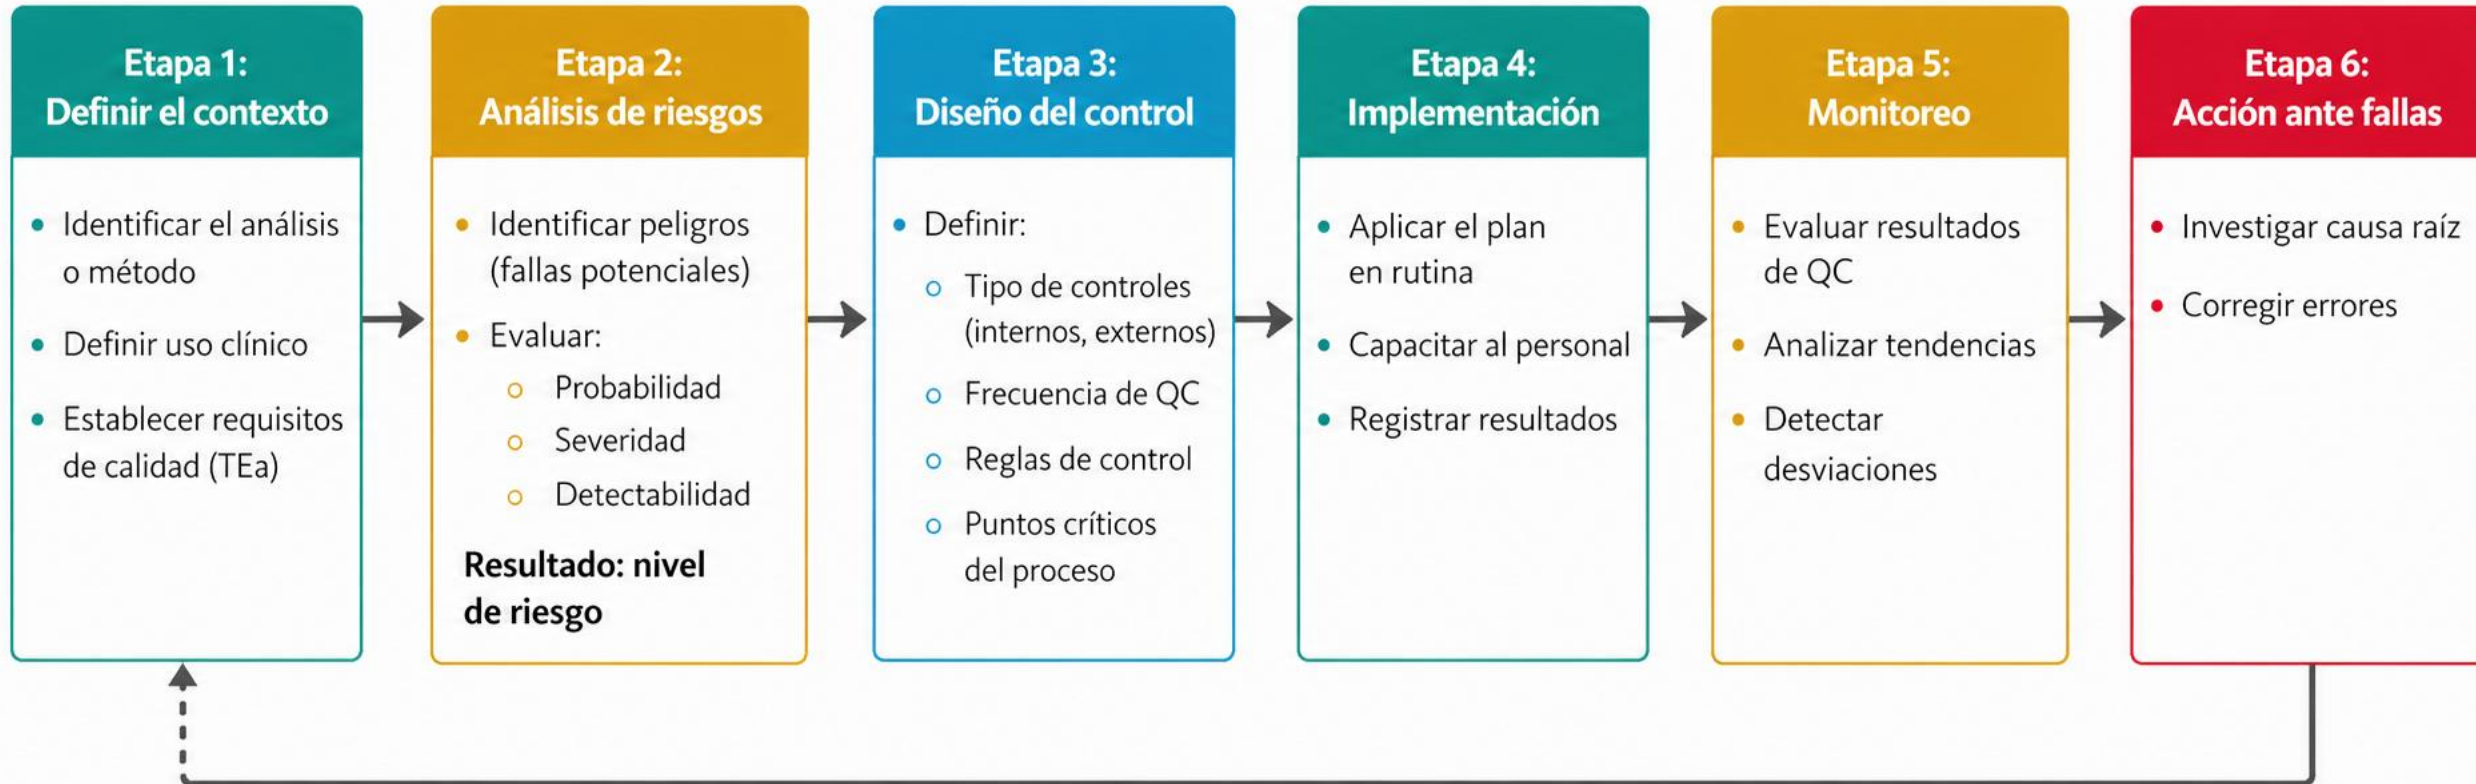 Etapa 1:
Definir el contexto
• Identificar el análisis
o método
• Definir uso clínico
• Establecer requisitos
de calidad (TEa)
Etapa 2:
Análisis de riesgos
• Identificar peligros
(fallas potenciales)
• Evaluar:
○ Probabilidad
○ Severidad
○ Detectabilidad
Resultado: nivel
de riesgo
Etapa 3:
Diseño del control
• Definir:
○ Tipo de controles
(internos, externos)
○ Frecuencia de QC
○ Reglas de control
○ Puntos críticos
del proceso
Etapa 4:
Implementación
• Aplicar el plan
en rutina
• Capacitar al personal
• Registrar resultados
Etapa 5:
Monitoreo
• Evaluar resultados
de QC
• Analizar tendencias
• Detectar
desviaciones
Etapa 6:
Acción ante fallas
• Investigar causa raíz
• Corregir errores